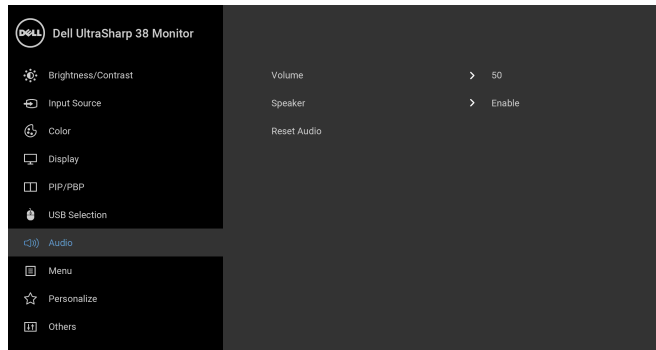 DELL Dell UltraSharp 38 Monitor
Brightness/Contrast
Volume 50
Input Source
Speaker Enable
Color
Reset Audio
Display
PIP/PBP
USB Selection
Audio
Menu
Personalize
Others